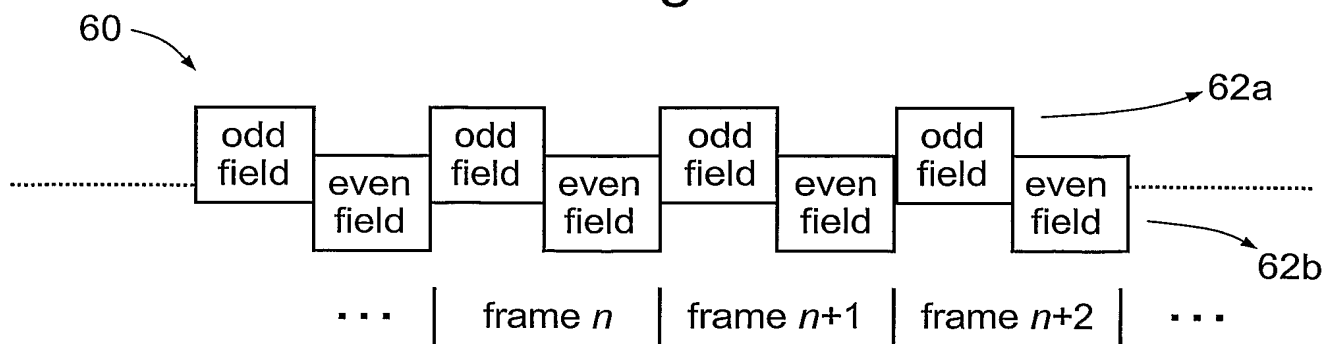 60
62a
odd field odd field odd field odd field
even field even field even field even field
62b
... frame n frame n+1 frame n+2 ...